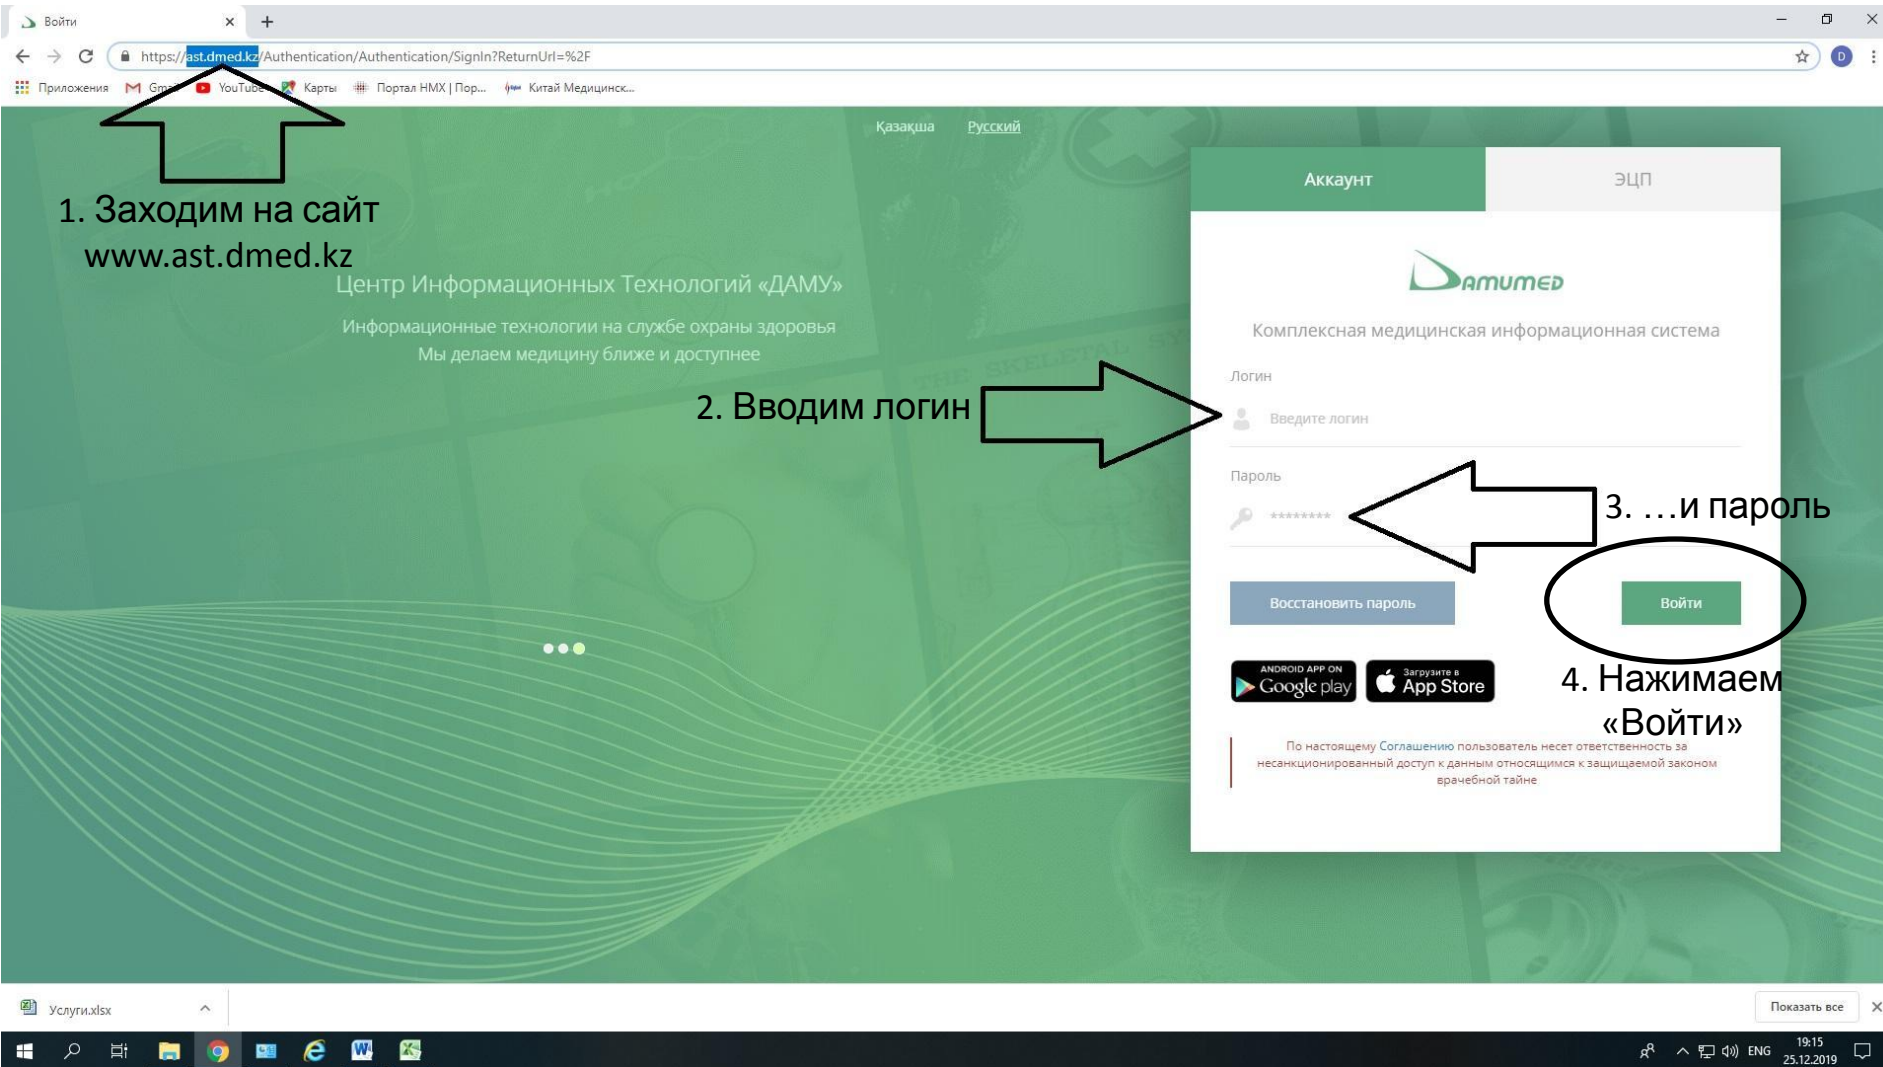 Войти
https://ast.dmed.kz/Authentication/Authentication/SignIn?ReturnUrl=%2F
D
Приложения
YouTube
Карты
Портал НМХ | Пор...
Китай Медицинск...
Қазақша Русский
1. Заходим на сайт
www.ast.dmed.kz
Центр Информационных Технологий «ДАМУ»
Информационные технологии на службе охраны здоровья
Мы делаем медицину ближе и доступнее
THE SKELETAL SY
Аккаунт
ЭЦП
DAMUMED
Комплексная медицинская информационная система
Логин
2. Вводим логин
Введите логин
Пароль
********
3. ...и пароль
Восстановить пароль
Войти
ANDROID APP ON
Google play
Загрузите в
App Store
4. Нажимаем
«Войти»
По настоящему Соглашению пользователь несет ответственность за
несанкционированный доступ к данным относящимся к защищаемой законом
врачебной тайне
Услуги.xlsx
Показать все
ENG
19:15
25.12.2019